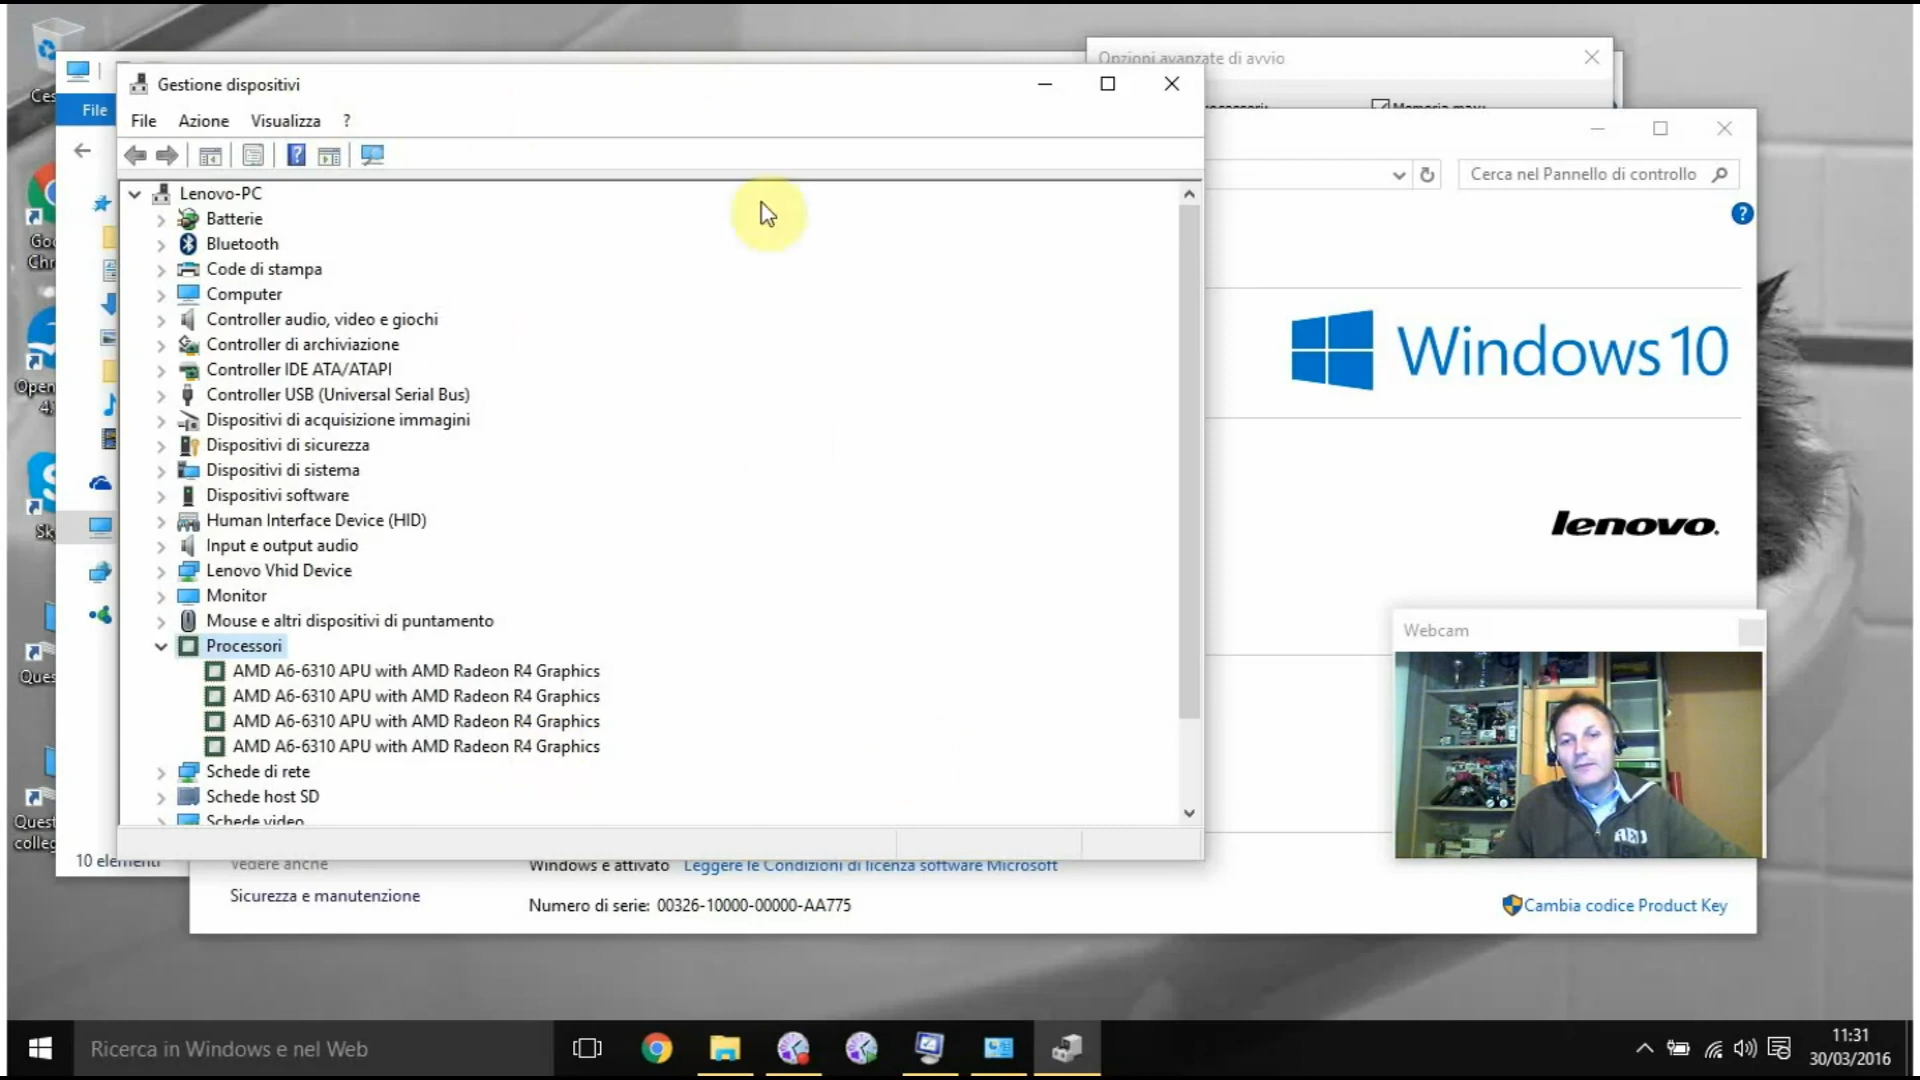 Opzioni avanzate di avvio
Gestione dispositivi
File
File Azione Visualizza ?
Memoria max:
Cerca nel Pannello di controllo
Lenovo-PC
Batterie
Bluetooth
Code di stampa
Computer
Controller audio, video e giochi
Controller di archiviazione
Controller IDE ATA/ATAPI
Controller USB (Universal Serial Bus)
Dispositivi di acquisizione immagini
Dispositivi di sicurezza
Dispositivi di sistema
Dispositivi software
Human Interface Device (HID)
Input e output audio
Lenovo Vhid Device
Monitor
Mouse e altri dispositivi di puntamento
Processori
AMD A6-6310 APU with AMD Radeon R4 Graphics
AMD A6-6310 APU with AMD Radeon R4 Graphics
AMD A6-6310 APU with AMD Radeon R4 Graphics
AMD A6-6310 APU with AMD Radeon R4 Graphics
Schede di rete
Schede host SD
Schede video
Windows 10
lenovo
Webcam
10 elementi
Vedere anche
Windows è attivato Leggere le Condizioni di licenza software Microsoft
Sicurezza e manutenzione
Numero di serie: 00326-10000-00000-AA775
Cambia codice Product Key
Ricerca in Windows e nel Web
11:31
30/03/2016